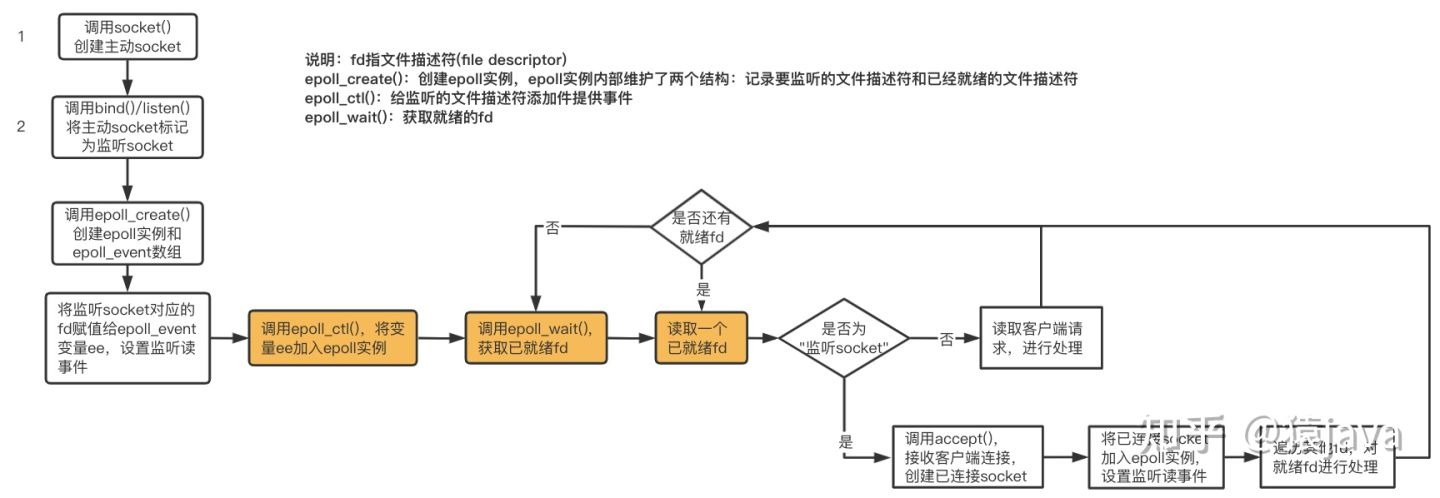 1
调用socket()
创建主动socket
说明：fd指文件描述符(file descriptor)
epoll_create()：创建epoll实例，epoll实例内部维护了两个结构：记录要监听的文件描述符和已经就绪的文件描述符
epoll_ctl()：给监听的文件描述符添加件提供事件
epoll_wait()：获取就绪的fd
2
调用bind()/listen()
将主动socket标记
为监听socket
调用epoll_create()
创建epoll实例和
epoll_event数组
将监听socket对应的
fd赋值给epoll_event
变量ee，设置监听读
事件
调用epoll_ctl()，将变
量ee加入epoll实例
调用epoll_wait()，
获取已就绪fd
否
是否还有
就绪fd
是
读取一个
已就绪fd
是否为
"监听socket"
否
读取客户端请
求，进行处理
是
调用accept()，
接收客户端连接，
创建已连接socket
将已连接socket
加入epoll实例，
设置监听读事件
遍历其他fd，对
就绪fd进行处理
知乎 @猿java